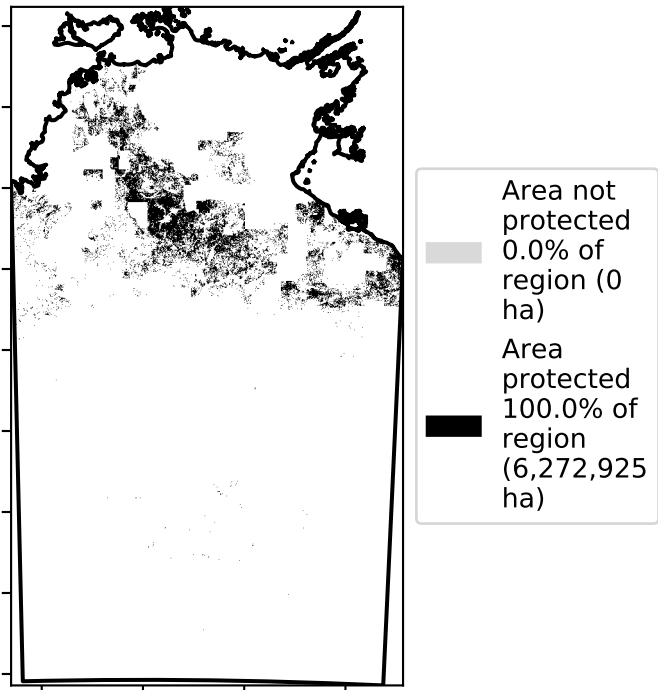 Area not
protected
0.0% of
region (0
ha)
Area
protected
100.0% of
region
(6,272,925
ha)